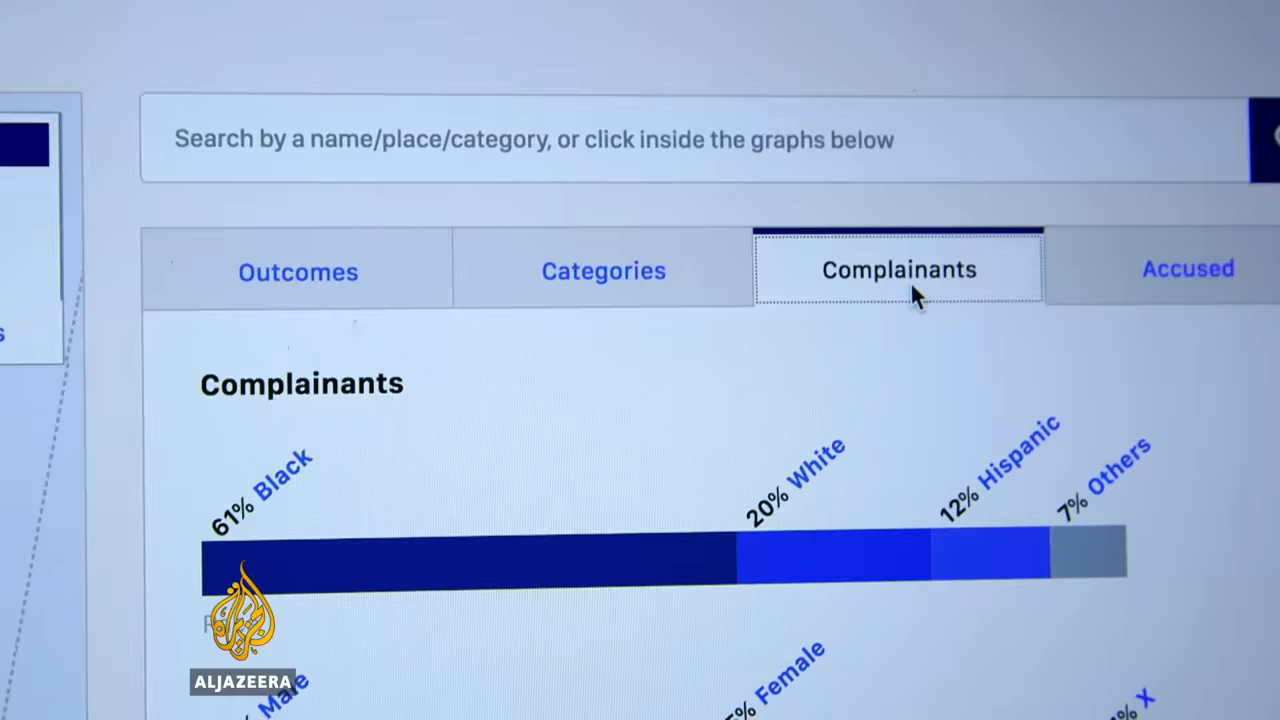 Search by a name/place/category, or click inside the graphs below
Outcomes
Categories
Complainants
Accused
Complainants
61% Black
20% White
12% Hispanic
7% Others
Male
% Female
% X
الجزيرة
ALJAZEERA